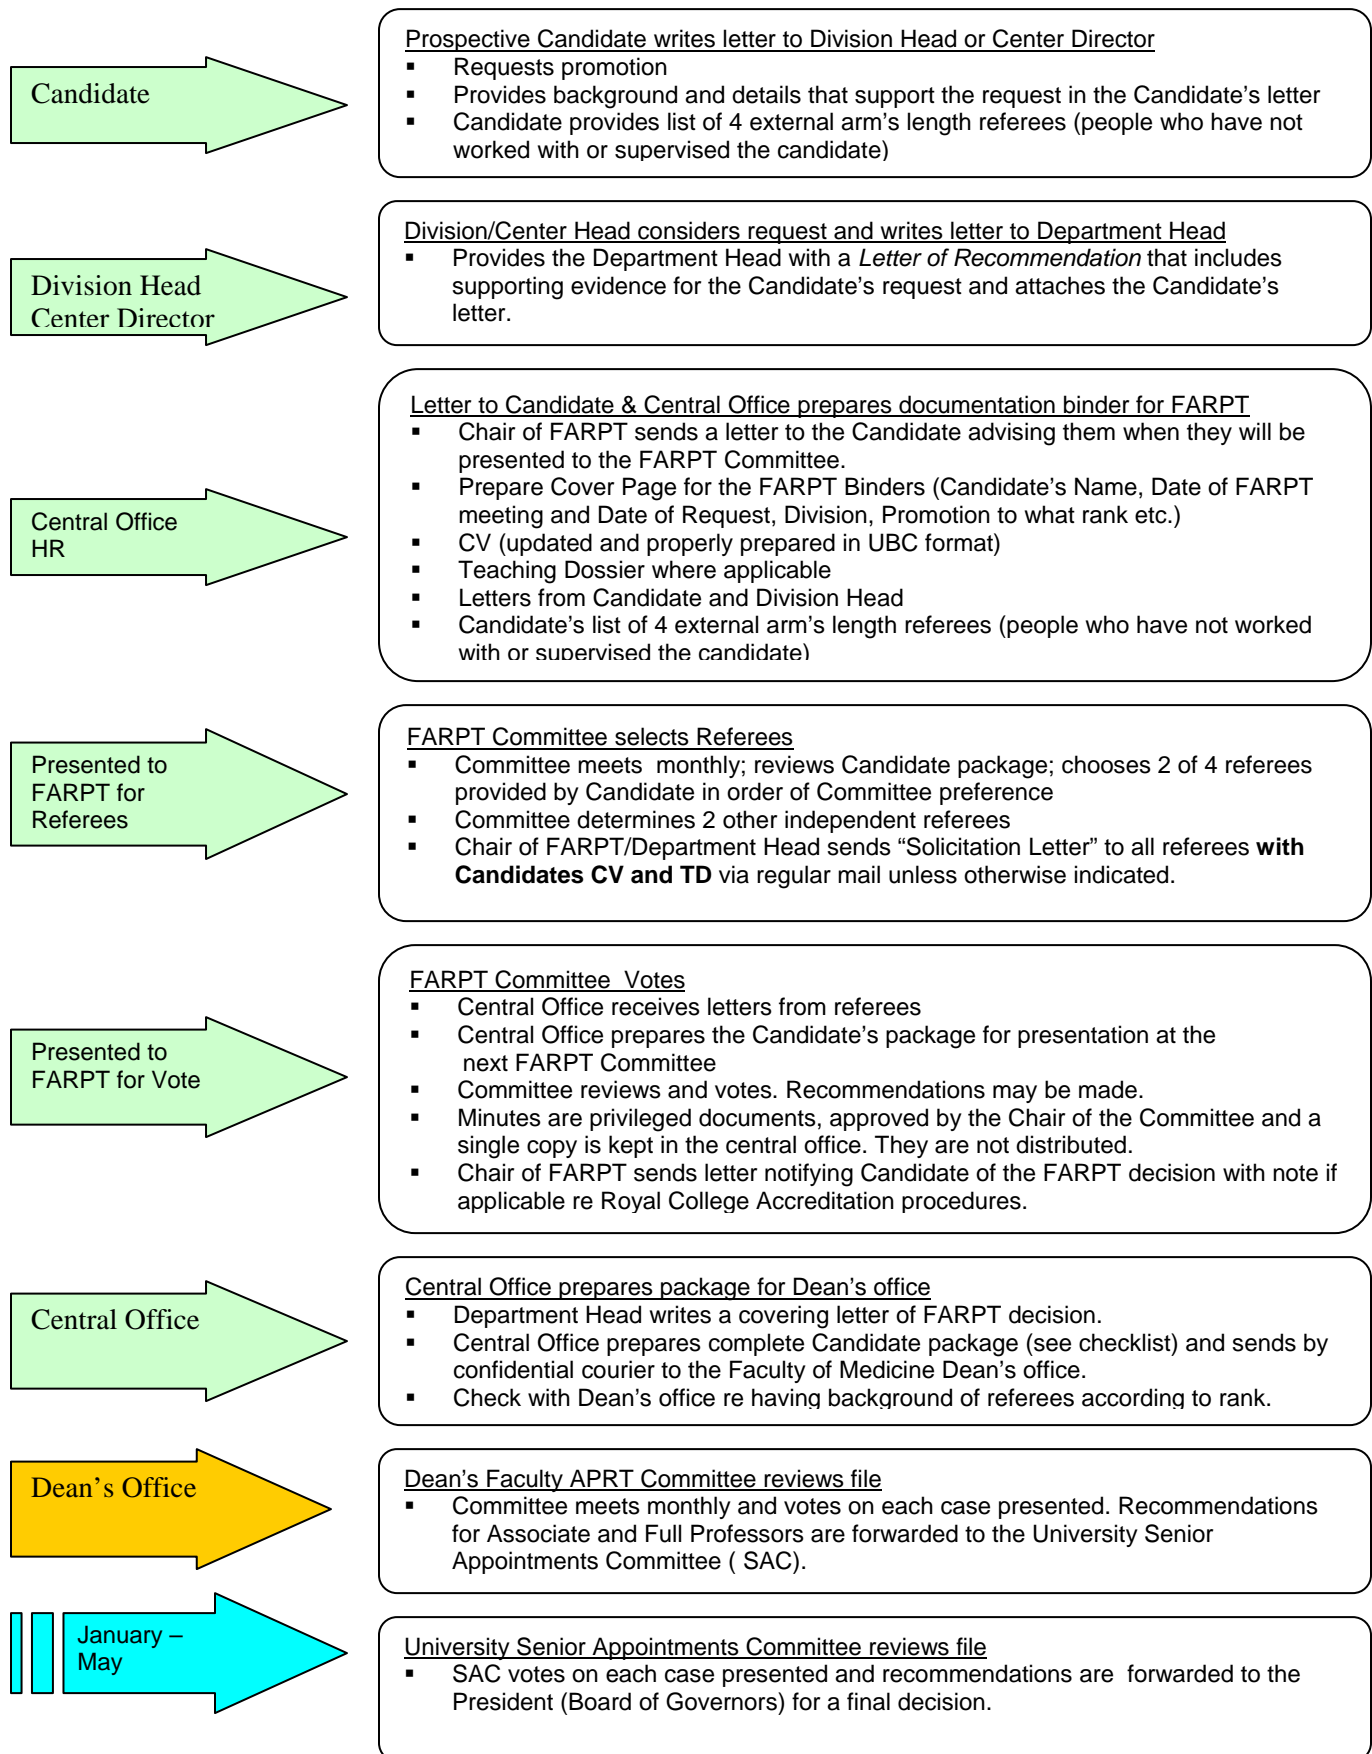 Candidate
Prospective Candidate writes letter to Division Head or Center Director
▪ Requests promotion
▪ Provides background and details that support the request in the Candidate's letter
▪ Candidate provides list of 4 external arm's length referees (people who have not
worked with or supervised the candidate)
Division Head
Center Director
Division/Center Head considers request and writes letter to Department Head
▪ Provides the Department Head with a Letter of Recommendation that includes
supporting evidence for the Candidate's request and attaches the Candidate's
letter.
Central Office
HR
Letter to Candidate & Central Office prepares documentation binder for FARPT
▪ Chair of FARPT sends a letter to the Candidate advising them when they will be
presented to the FARPT Committee.
▪ Prepare Cover Page for the FARPT Binders (Candidate's Name, Date of FARPT
meeting and Date of Request, Division, Promotion to what rank etc.)
▪ CV (updated and properly prepared in UBC format)
▪ Teaching Dossier where applicable
▪ Letters from Candidate and Division Head
▪ Candidate's list of 4 external arm's length referees (people who have not worked
with or supervised the candidate)
Presented to
FARPT for
Referees
FARPT Committee selects Referees
▪ Committee meets monthly; reviews Candidate package; chooses 2 of 4 referees
provided by Candidate in order of Committee preference
▪ Committee determines 2 other independent referees
▪ Chair of FARPT/Department Head sends “Solicitation Letter” to all referees with
Candidates CV and TD via regular mail unless otherwise indicated.
Presented to
FARPT for Vote
FARPT Committee Votes
▪ Central Office receives letters from referees
▪ Central Office prepares the Candidate's package for presentation at the
next FARPT Committee
▪ Committee reviews and votes. Recommendations may be made.
▪ Minutes are privileged documents, approved by the Chair of the Committee and a
single copy is kept in the central office. They are not distributed.
▪ Chair of FARPT sends letter notifying Candidate of the FARPT decision with note if
applicable re Royal College Accreditation procedures.
Central Office
Central Office prepares package for Dean's office
▪ Department Head writes a covering letter of FARPT decision.
▪ Central Office prepares complete Candidate package (see checklist) and sends by
confidential courier to the Faculty of Medicine Dean's office.
▪ Check with Dean's office re having background of referees according to rank.
Dean's Office
Dean's Faculty APRT Committee reviews file
▪ Committee meets monthly and votes on each case presented. Recommendations
for Associate and Full Professors are forwarded to the University Senior
Appointments Committee ( SAC).
January –
May
University Senior Appointments Committee reviews file
▪ SAC votes on each case presented and recommendations are forwarded to the
President (Board of Governors) for a final decision.